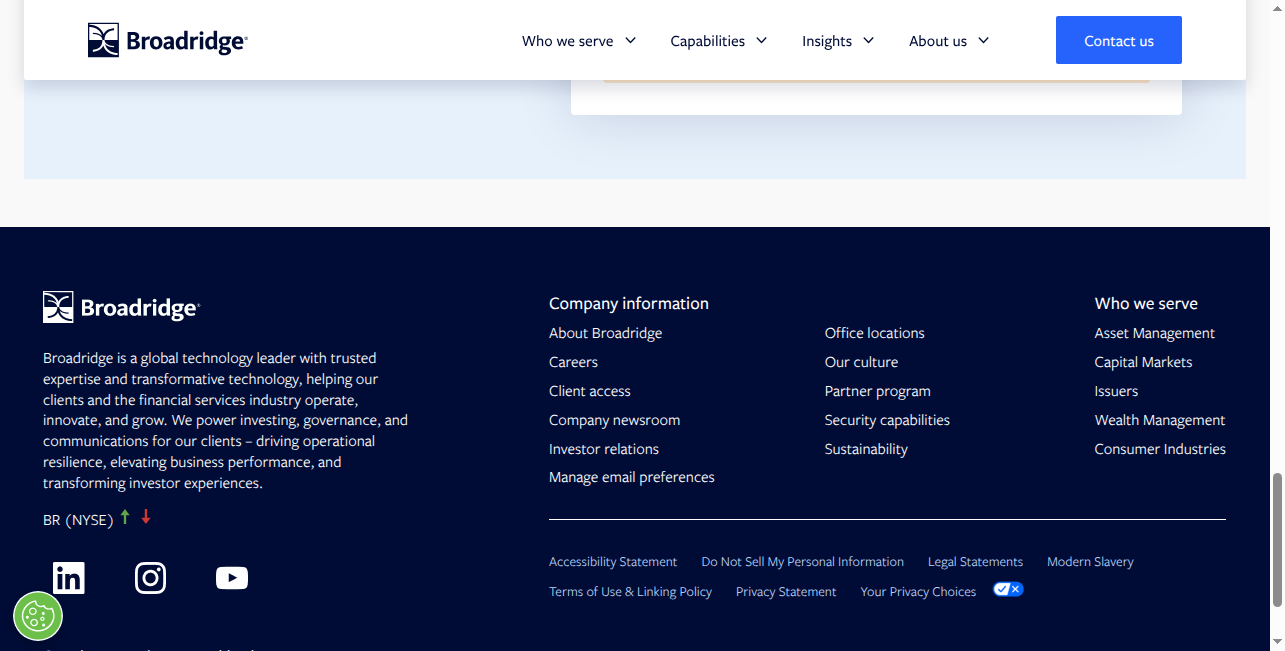 Broadridge
Who we serve
Capabilities
Insights
About us
Contact us
Broadridge
Broadridge is a global technology leader with trusted
expertise and transformative technology, helping our
clients and the financial services industry operate,
innovate, and grow. We power investing, governance, and
communications for our clients – driving operational
resilience, elevating business performance, and
transforming investor experiences.
BR (NYSE)
in
Company information
About Broadridge
Careers
Client access
Company newsroom
Investor relations
Manage email preferences
Office locations
Our culture
Partner program
Security capabilities
Sustainability
Who we serve
Asset Management
Capital Markets
Issuers
Wealth Management
Consumer Industries
Accessibility Statement
Do Not Sell My Personal Information
Legal Statements
Modern Slavery
Terms of Use & Linking Policy
Privacy Statement
Your Privacy Choices